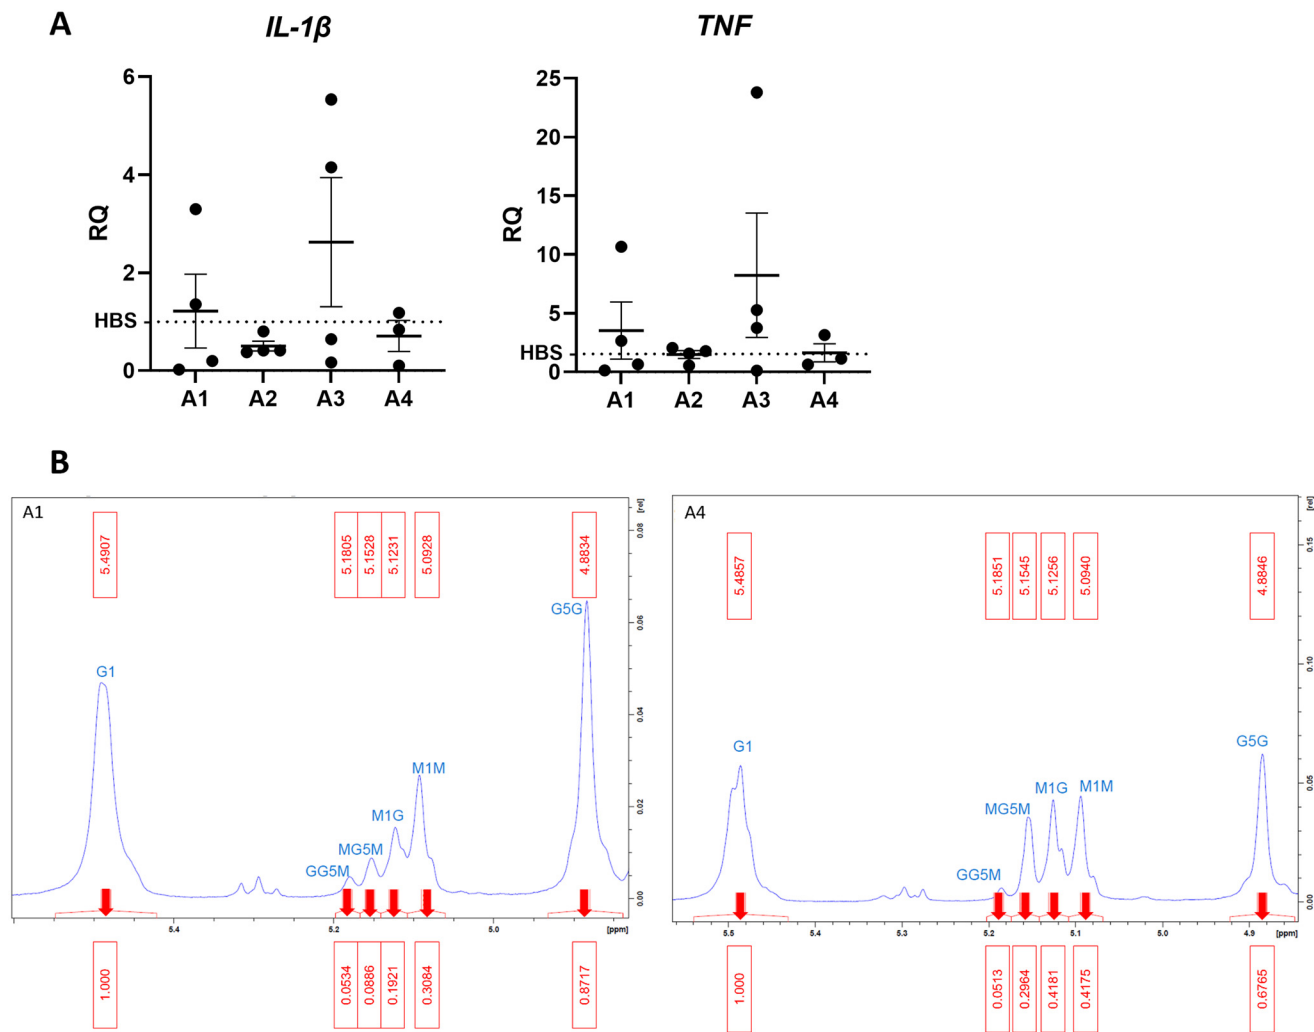 A
IL-1β
TNF
6
4
2
0
RQ
HBS
A1 A2 A3 A4
25
20
15
10
5
0
RQ
HBS
A1 A2 A3 A4
B
A1
5.4907
5.1805
5.1528
5.1231
5.0928
4.8834
G1
GG5M
MG5M
M1G
M1M
G5G
[rel]
0.08
0.06
0.04
0.02
0.00
5.4 5.2 5.0 [ppm]
1.000
0.0534
0.0886
0.1921
0.3084
0.8717
A4
5.4857
5.1851
5.1545
5.1256
5.0940
4.8846
G1
GG5M
MG5M
M1G
M1M
G5G
[rel]
0.15
0.10
0.05
0.00
5.5 5.4 5.3 5.2 5.1 5.0 4.9 [ppm]
1.000
0.0513
0.2964
0.4181
0.4175
0.6765